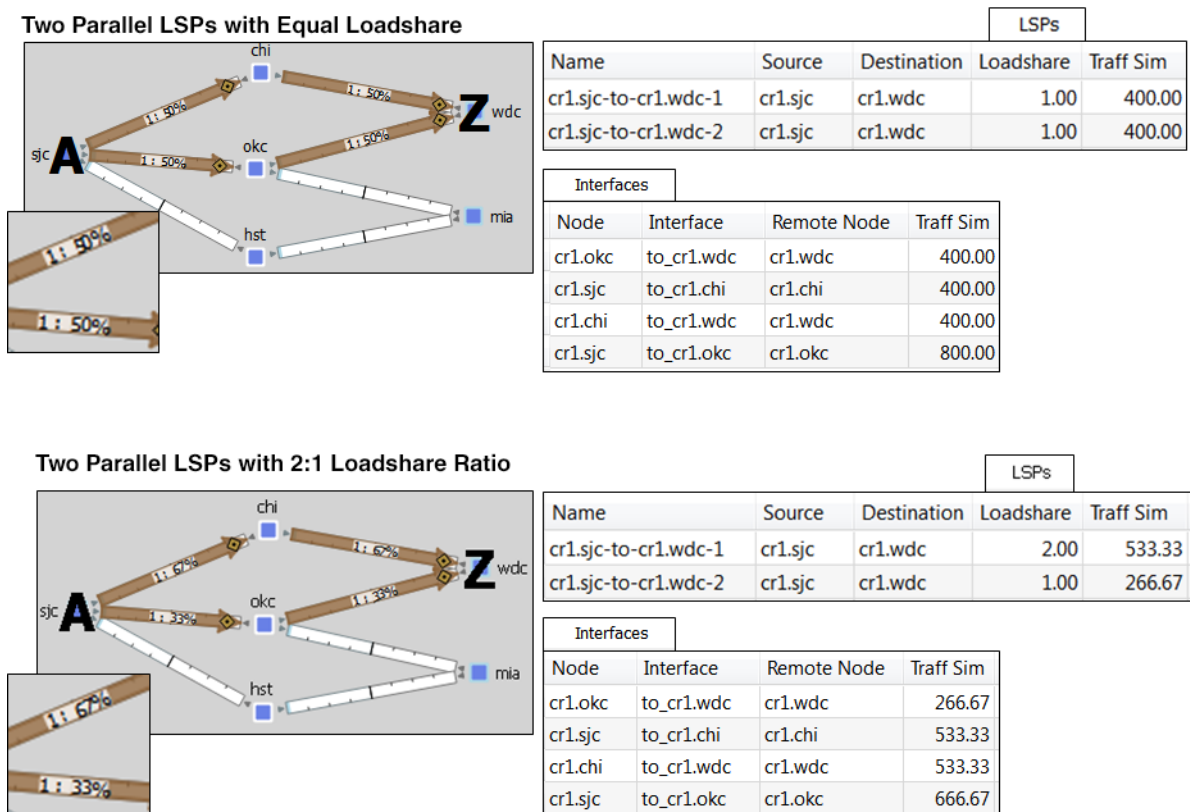 Two Parallel LSPs with Equal Loadshare
chi
1: 50%
1: 50%
sjc A
okc
1: 50%
1: 50%
Z wdc
mia
hst
1: 50%
1: 50%
LSPs
Name Source Destination Loadshare Traff Sim
cr1.sjc-to-cr1.wdc-1 cr1.sjc cr1.wdc 1.00 400.00
cr1.sjc-to-cr1.wdc-2 cr1.sjc cr1.wdc 1.00 400.00
Interfaces
Node Interface Remote Node Traff Sim
cr1.okc to_cr1.wdc cr1.wdc 400.00
cr1.sjc to_cr1.chi cr1.chi 400.00
cr1.chi to_cr1.wdc cr1.wdc 400.00
cr1.sjc to_cr1.okc cr1.okc 800.00
Two Parallel LSPs with 2:1 Loadshare Ratio
chi
1: 67%
1: 67%
sjc A
okc
1: 33%
1: 33%
Z wdc
mia
hst
1: 67%
1: 33%
LSPs
Name Source Destination Loadshare Traff Sim
cr1.sjc-to-cr1.wdc-1 cr1.sjc cr1.wdc 2.00 533.33
cr1.sjc-to-cr1.wdc-2 cr1.sjc cr1.wdc 1.00 266.67
Interfaces
Node Interface Remote Node Traff Sim
cr1.okc to_cr1.wdc cr1.wdc 266.67
cr1.sjc to_cr1.chi cr1.chi 533.33
cr1.chi to_cr1.wdc cr1.wdc 533.33
cr1.sjc to_cr1.okc cr1.okc 666.67